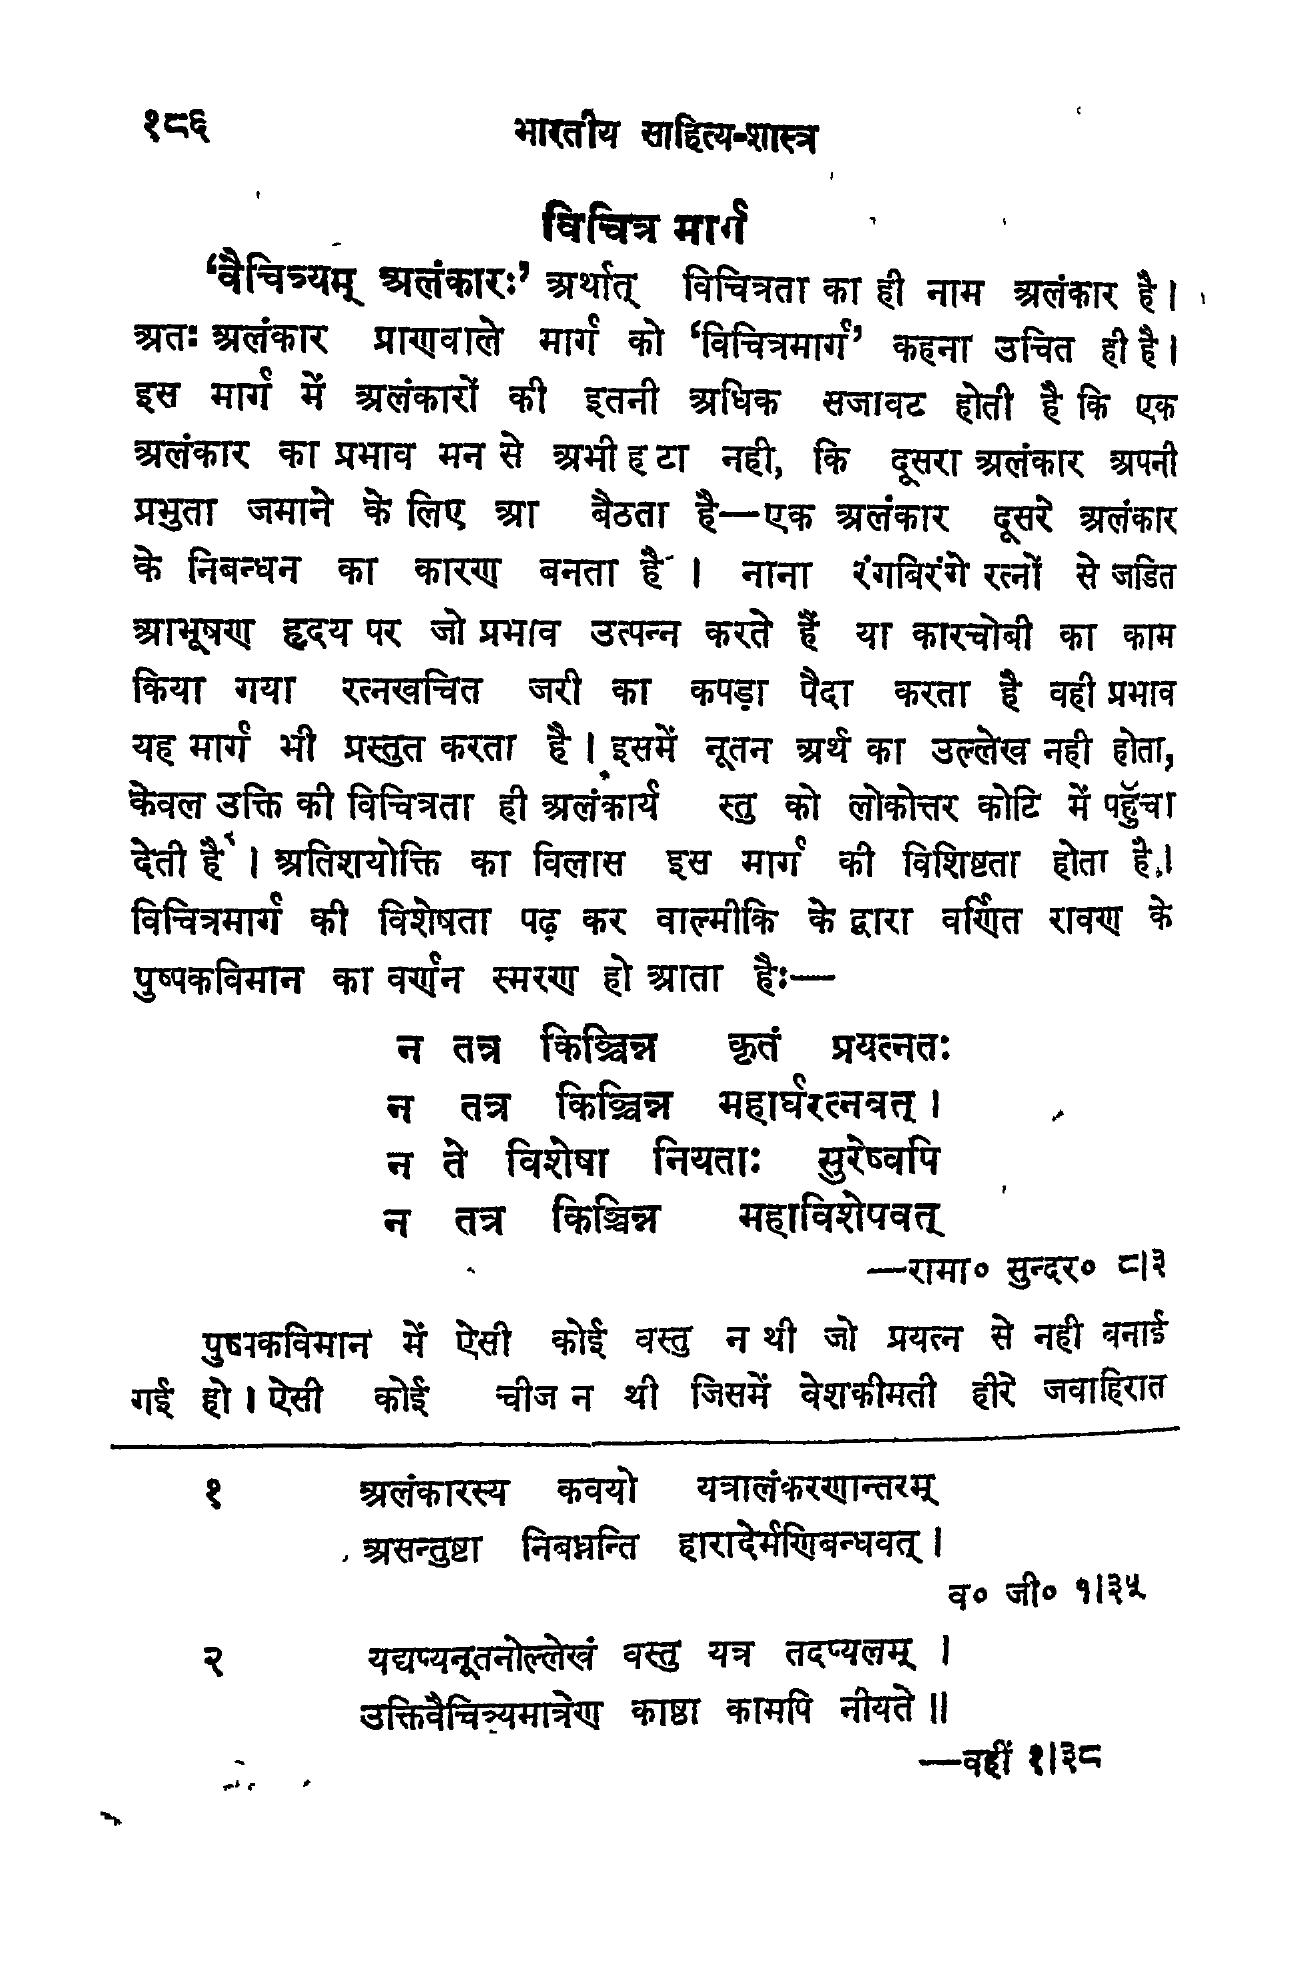 १८६ भारतीय साहित्य-शास्त्र
विचित्र मार्ग
‘वैचित्र्यम् अलंकारः’ अर्थात् विचित्रता का ही नाम अलंकार है।
अतः अलंकार प्राणवाले मार्ग को ‘विचित्रमार्ग’ कहना उचित ही है।
इस मार्ग में अलंकारों की इतनी अधिक सजावट होती है कि एक
अलंकार का प्रभाव मन से अभी हटा नही, कि दूसरा अलंकार अपनी
प्रभुता जमाने के लिए आ बैठता है—एक अलंकार दूसरे अलंकार
के निबन्धन का कारण बनता है । नाना रंगबिरंगे रत्नों से जडित
आभूषण हृदय पर जो प्रभाव उत्पन्न करते हैं या कारचोबी का काम
किया गया रत्नखचित जरी का कपड़ा पैदा करता है वही प्रभाव
यह मार्ग भी प्रस्तुत करता है । इसमें नूतन अर्थ का उल्लेख नही होता,
केवल उक्ति की विचित्रता ही अलंकार्य स्तु को लोकोत्तर कोटि में पहुँचा
देती है । अतिशयोक्ति का विलास इस मार्ग की विशिष्टता होता है।
विचित्रमार्ग की विशेषता पढ़ कर वाल्मीकि के द्वारा वर्णित रावण के
पुष्पकविमान का वर्णन स्मरण हो आता है:—
न तत्र किञ्चिन्न कृतं प्रयत्नतः
न तत्र किञ्चिन्न महार्घरत्नवत् ।
न ते विशेषा नियताः सुरेष्वपि
न तत्र किञ्चिन्न महाविशेषवत्
—रामा० सुन्दर० ८।३
पुष्पकविमान में ऐसी कोई वस्तु न थी जो प्रयत्न से नही बनाई
गई हो । ऐसी कोई चीज न थी जिसमें बेशकीमती हीरे जवाहिरात
१ अलंकारस्य कवयो यत्रालंकरणान्तरम्
असन्तुष्टा निबध्नन्ति हारादेर्मणिबन्धवत् ।
व० जी० १।३५
२ यद्यप्यनूतनोल्लेखं वस्तु यत्र तदप्यलम् ।
उक्तिवैचित्र्यमात्रेण काष्ठा कामपि नीयते ॥
—वहीं १।३८